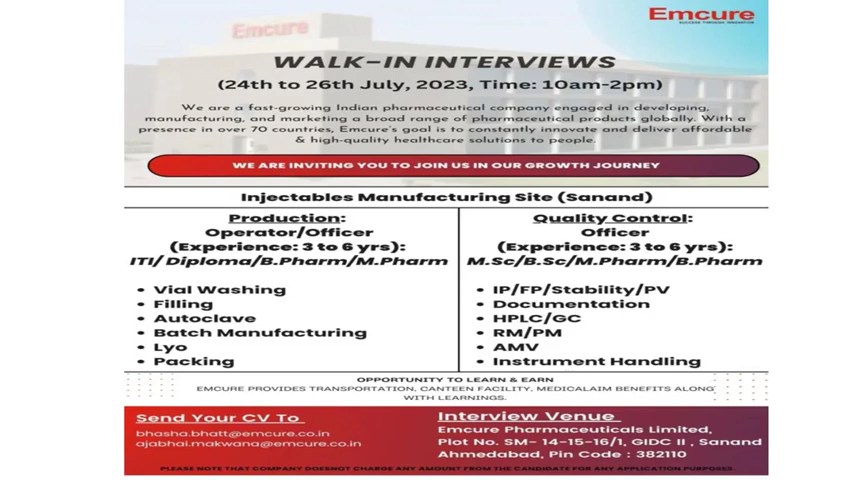 Emcure
SUCCESS THROUGH INNOVATION
Emcure
WALK-IN INTERVIEWS
(24th to 26th July, 2023, Time: 10am-2pm)
We are a fast-growing Indian pharmaceutical company engaged in developing,
manufacturing, and marketing a broad range of pharmaceutical products globally. With a
presence in over 70 countries, Emcure's goal is to constantly innovate and deliver affordable
& high-quality healthcare solutions to people.
WE ARE INVITING YOU TO JOIN US IN OUR GROWTH JOURNEY
Injectables Manufacturing Site (Sanand)
Production:
Operator/Officer
(Experience: 3 to 6 yrs):
ITI/ Diploma/B.Pharm/M.Pharm
• Vial Washing
• Filling
• Autoclave
• Batch Manufacturing
• Lyo
• Packing
Quality Control:
Officer
(Experience: 3 to 6 yrs):
M.Sc/B.Sc/M.Pharm/B.Pharm
• IP/FP/Stability/PV
• Documentation
• HPLC/GC
• RM/PM
• AMV
• Instrument Handling
OPPORTUNITY TO LEARN & EARN
EMCURE PROVIDES TRANSPORTATION, CANTEEN FACILITY, MEDICALAIM BENEFITS ALONG
WITH LEARNINGS.
Send Your CV To
bhasha.bhatt@emcure.co.in
ajabhai.makwana@emcure.co.in
Interview Venue
Emcure Pharmaceuticals Limited,
Plot No. SM- 14-15-16/1, GIDC II , Sanand
Ahmedabad, Pin Code : 382110
PLEASE NOTE THAT COMPANY DOESNOT CHARGE ANY AMOUNT FROM THE CANDIDATE FOR ANY APPLICATION PURPOSES.